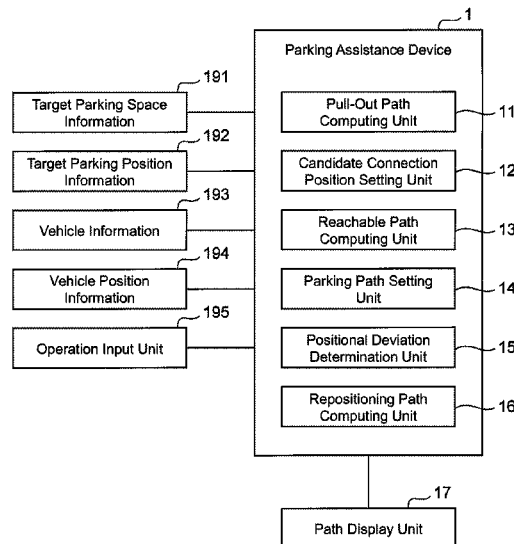 1
Parking Assistance Device
191
Target Parking Space
Information
192
Target Parking Position
Information
193
Vehicle Information
194
Vehicle Position
Information
195
Operation Input Unit
Pull-Out Path
Computing Unit
11
Candidate Connection
Position Setting Unit
12
Reachable Path
Computing Unit
13
Parking Path Setting
Unit
14
Positional Deviation
Determination Unit
15
Repositioning Path
Computing Unit
16
17
Path Display Unit